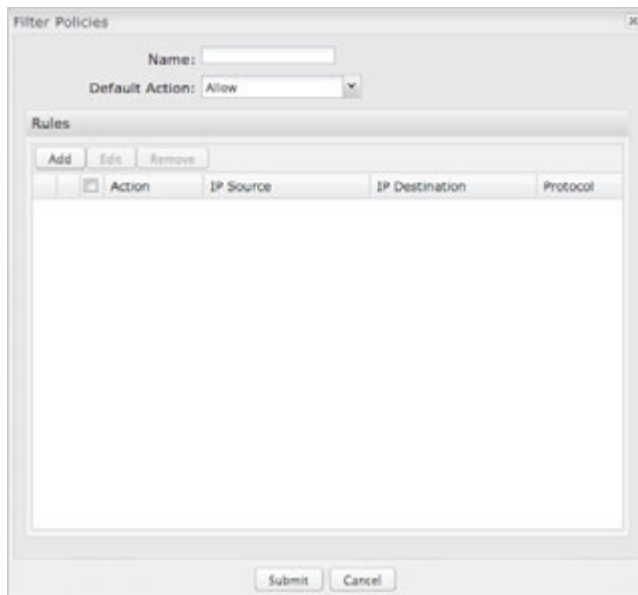 Filter Policies
Name:
Default Action: Allow
Rules
Add Edit Remove
Action IP Source IP Destination Protocol
Submit Cancel